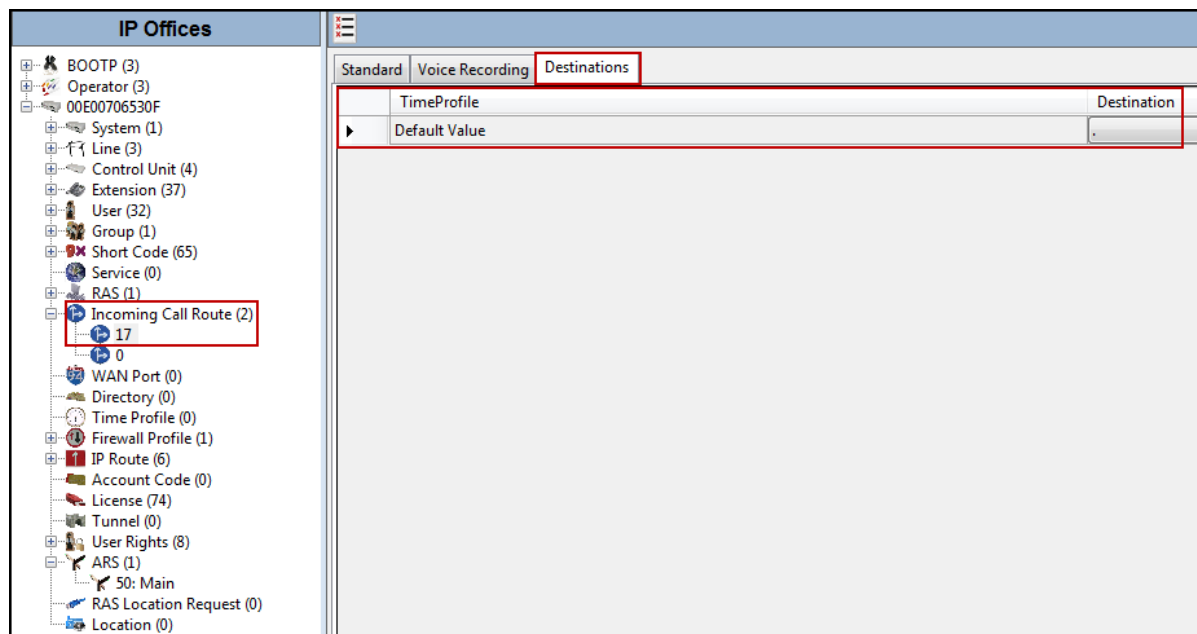 IP Offices
BOOTP (3)
Operator (3)
00E00706530F
System (1)
Line (3)
Control Unit (4)
Extension (37)
User (32)
Group (1)
Short Code (65)
Service (0)
RAS (1)
Incoming Call Route (2)
17
0
WAN Port (0)
Directory (0)
Time Profile (0)
Firewall Profile (1)
IP Route (6)
Account Code (0)
License (74)
Tunnel (0)
User Rights (8)
ARS (1)
50: Main
RAS Location Request (0)
Location (0)
Standard Voice Recording Destinations
TimeProfile Destination
Default Value .